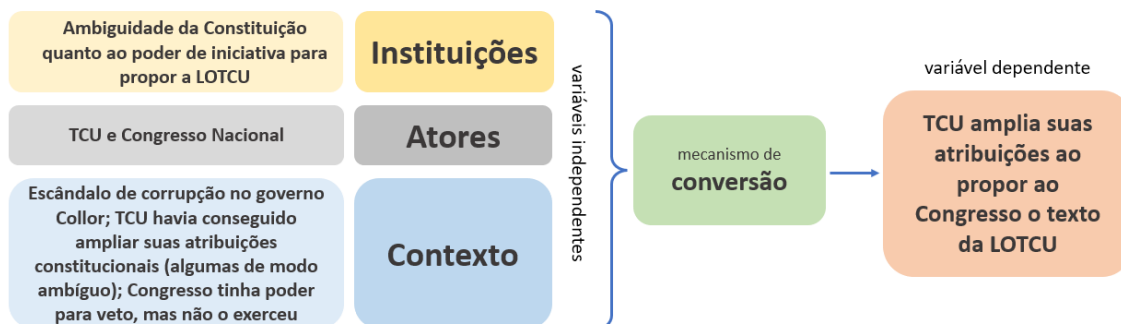 Ambiguidade da Constituição
quanto ao poder de iniciativa para
propor a LOTCU
Instituições
TCU e Congresso Nacional
Atores
Escândalo de corrupção no governo
Collor; TCU havia conseguido
ampliar suas atribuições
constitucionais (algumas de modo
ambíguo); Congresso tinha poder
para veto, mas não o exerceu
Contexto
variáveis independentes
mecanismo de
conversão
variável dependente
TCU amplia suas
atribuições ao
propor ao
Congresso o texto
da LOTCU